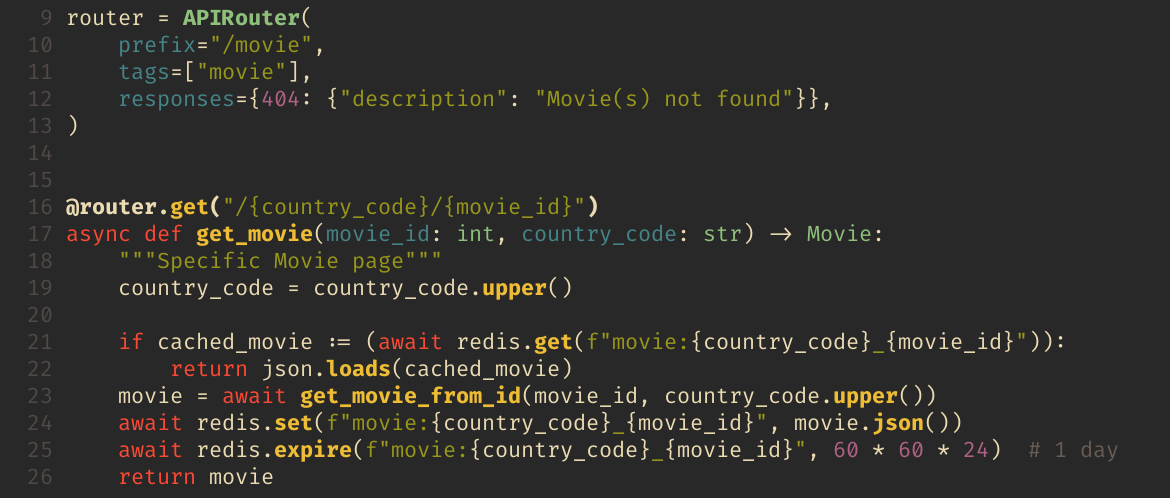 9 router = APIRouter(
10     prefix="/movie",
11     tags=["movie"],
12     responses={404: {"description": "Movie(s) not found"}},
13 )
14
15
16 @router.get("/{country_code}/{movie_id}")
17 async def get_movie(movie_id: int, country_code: str) -> Movie:
18     """Specific Movie page"""
19     country_code = country_code.upper()
20
21     if cached_movie := (await redis.get(f"movie:{country_code}_{movie_id}")):
22         return json.loads(cached_movie)
23     movie = await get_movie_from_id(movie_id, country_code.upper())
24     await redis.set(f"movie:{country_code}_{movie_id}", movie.json())
25     await redis.expire(f"movie:{country_code}_{movie_id}", 60 * 60 * 24)  # 1 day
26     return movie